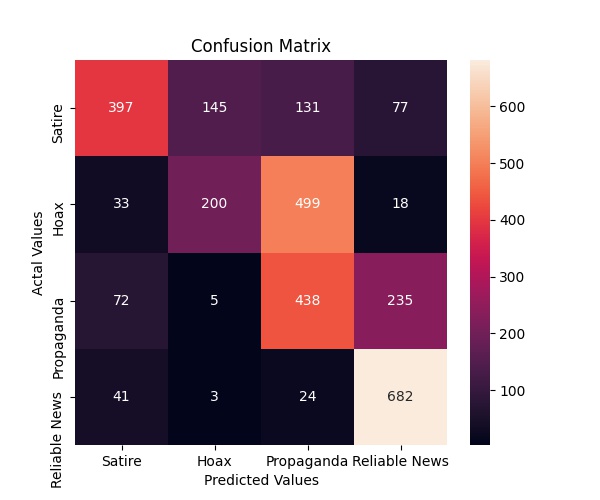 Confusion Matrix
Actal Values
Satire
397 145 131 77
Hoax
33 200 499 18
Propaganda
72 5 438 235
Reliable News
41 3 24 682
Satire Hoax Propaganda Reliable News
Predicted Values
600
500
400
300
200
100